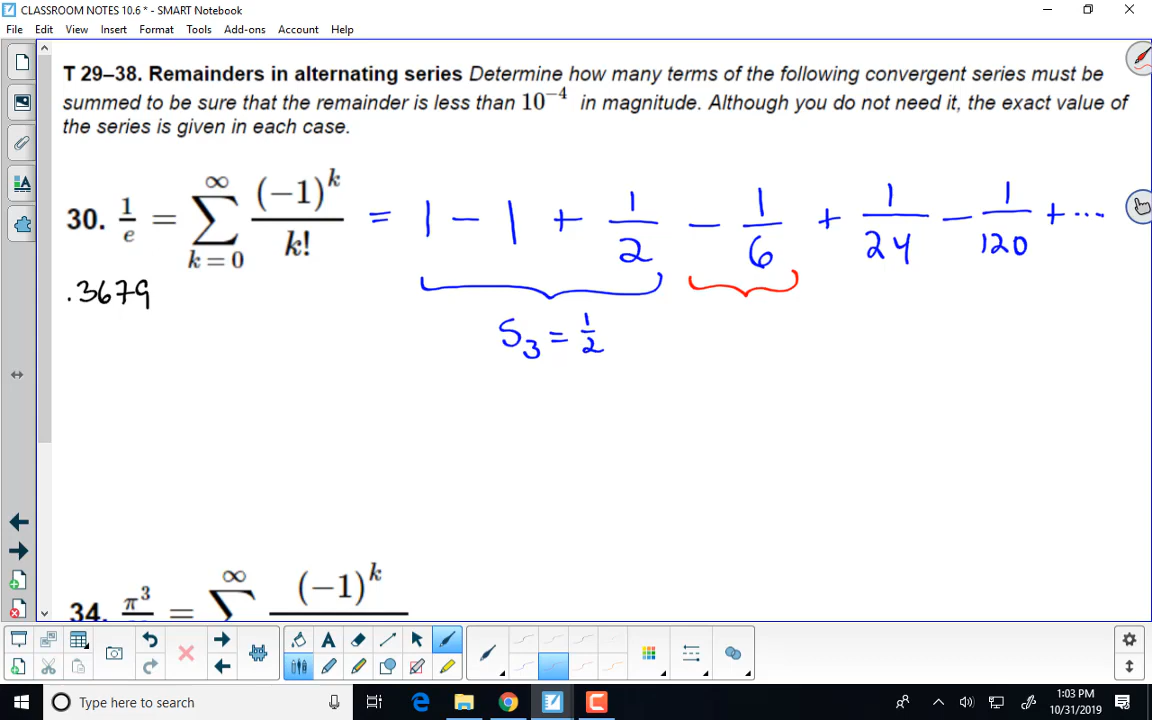 CLASSROOM NOTES 10.6 * - SMART Notebook
File Edit View Insert Format Tools Add-ons Account Help
T 29–38. Remainders in alternating series Determine how many terms of the following convergent series must be
summed to be sure that the remainder is less than 10⁻⁴ in magnitude. Although you do not need it, the exact value of
the series is given in each case.
30. 1/e = ∑_{k=0}^{∞} (−1)^k / k! = 1 − 1 + 1/2 − 1/6 + 1/24 − 1/120 + ···
.3679
S₃ = 1/2
34. π³ = ∑^{∞} (−1)^k
Type here to search
1:03 PM
10/31/2019